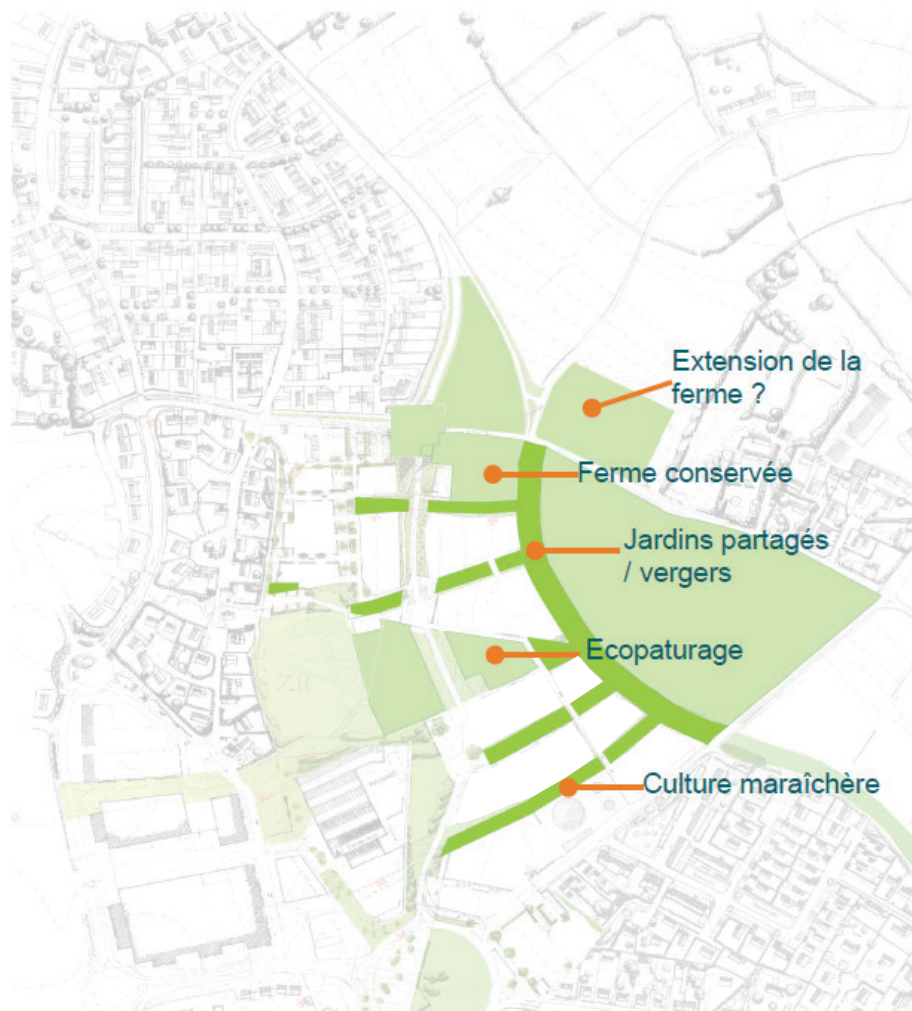 Extension de la
ferme ?
Ferme conservée
Jardins partagés
/ vergers
Ecopaturage
Culture maraîchère